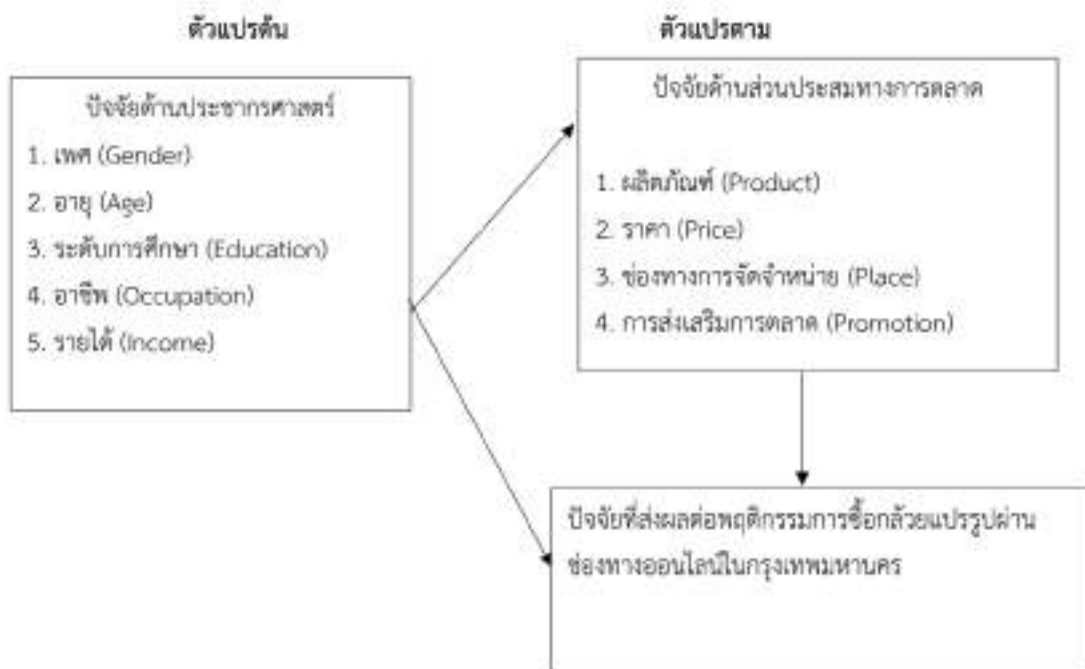 ตัวแปรต้น
ปัจจัยด้านประชากรศาสตร์
1. เพศ (Gender)
2. อายุ (Age)
3. ระดับการศึกษา (Education)
4. อาชีพ (Occupation)
5. รายได้ (Income)
ตัวแปรตาม
ปัจจัยด้านส่วนประสมทางการตลาด
1. ผลิตภัณฑ์ (Product)
2. ราคา (Price)
3. ช่องทางการจัดจำหน่าย (Place)
4. การส่งเสริมการตลาด (Promotion)
ปัจจัยที่ส่งผลต่อพฤติกรรมการซื้อกล้วยแปรรูปผ่าน
ช่องทางออนไลน์ในกรุงเทพมหานคร